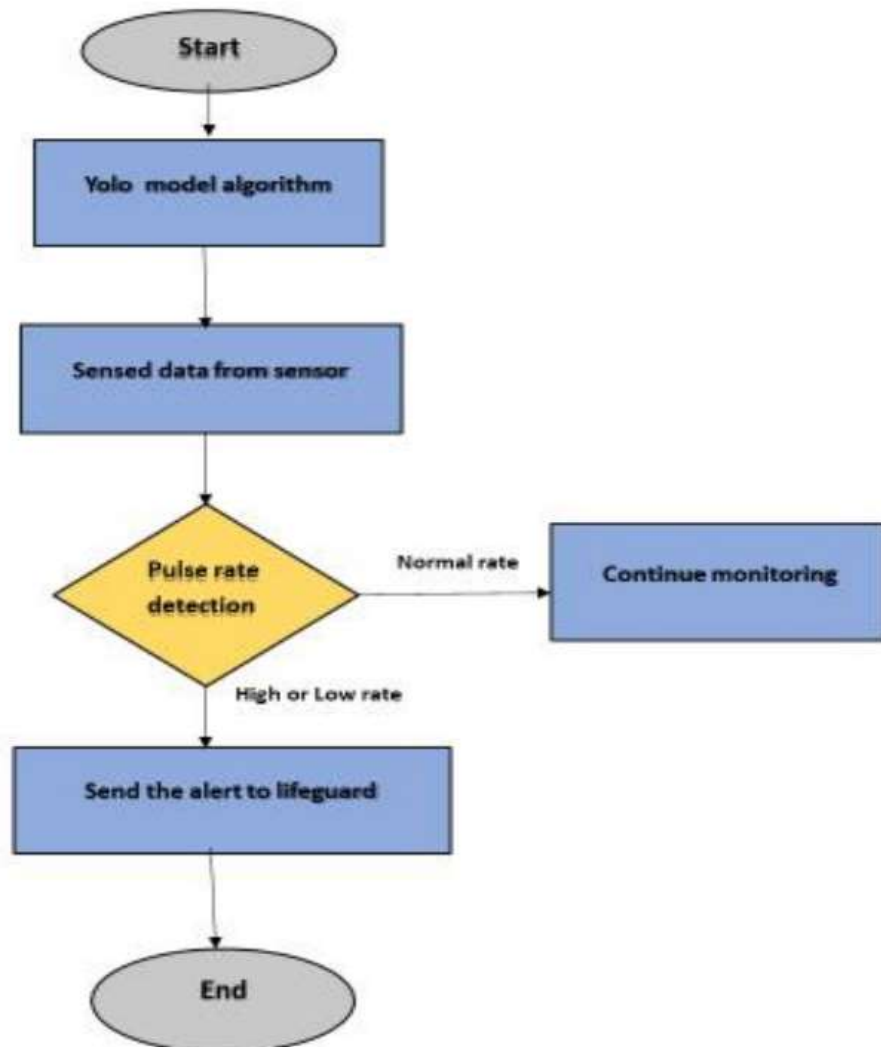 Start
Yolo model algorithm
Sensed data from sensor
Pulse rate
detection
Normal rate
Continue monitoring
High or Low rate
Send the alert to lifeguard
End